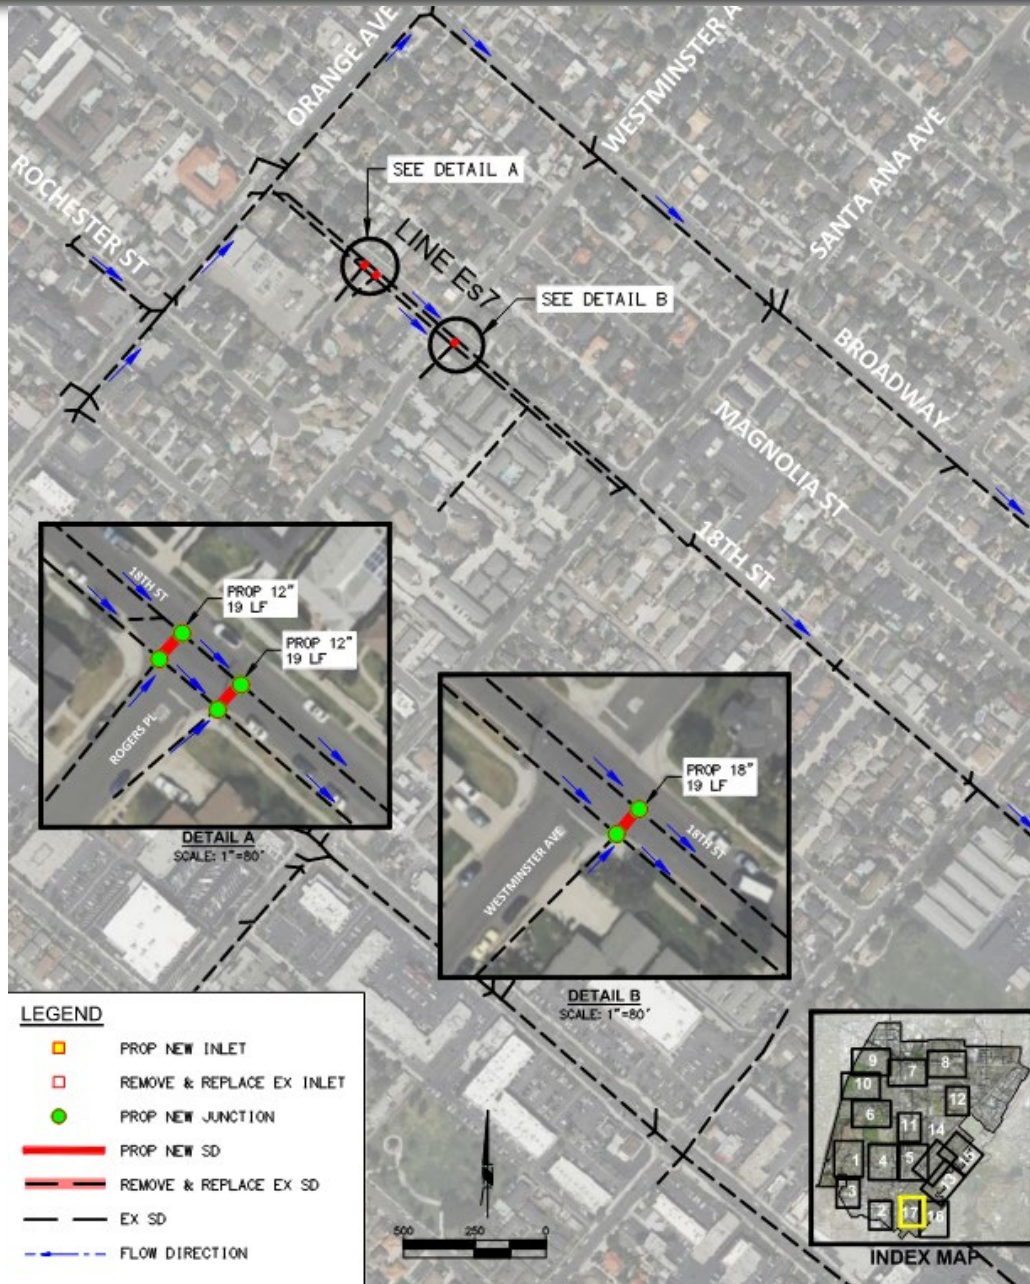 ORANGE AVE
WESTMINSTER A
ROCHESTER ST
SANTA ANA AVE
SEE DETAIL A
LINE Es7
SEE DETAIL B
BROADWAY
MAGNOLIA ST
18TH ST
18TH ST
PROP 12"
19 LF
PROP 12"
19 LF
ROGERS PL
DETAIL A
SCALE: 1"=80'
PROP 18"
19 LF
18TH ST
WESTMINSTER AVE
DETAIL B
SCALE: 1"=80'
LEGEND
PROP NEW INLET
REMOVE & REPLACE EX INLET
PROP NEW JUNCTION
PROP NEW SD
REMOVE & REPLACE EX SD
EX SD
FLOW DIRECTION
500 250 0
9
7
8
10
12
6
11
14
1
4
5
15
13
3
2
17
16
INDEX MAP